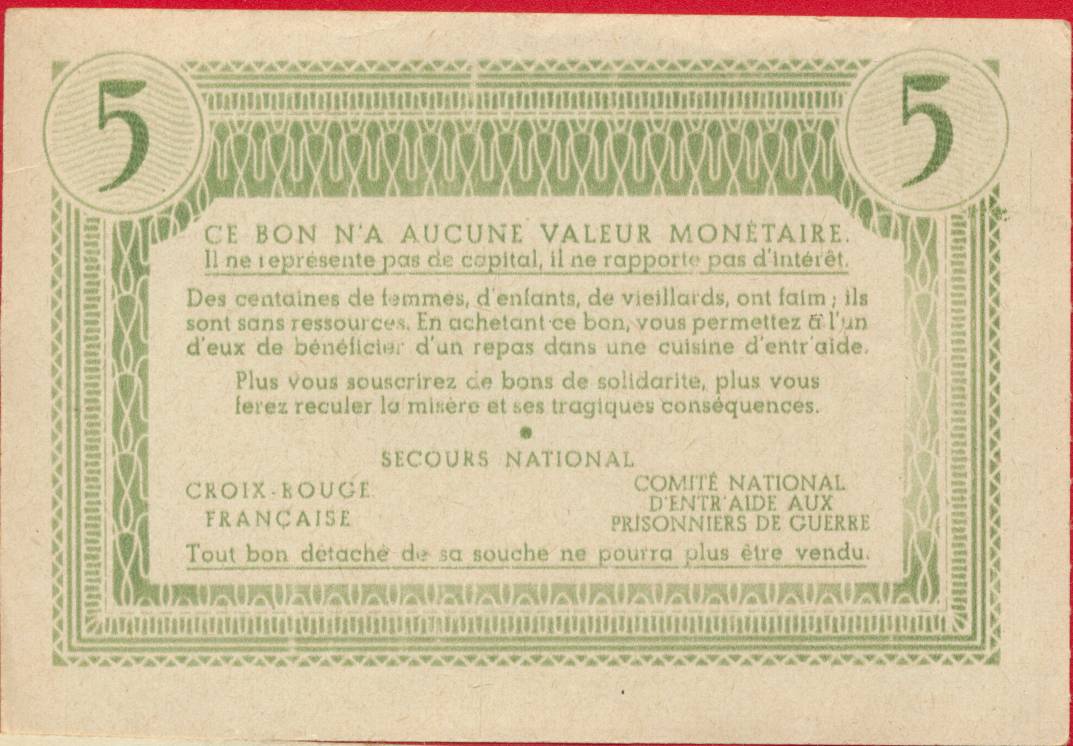 5 5
CE BON N'A AUCUNE VALEUR MONÉTAIRE.
Il ne représente pas de capital, il ne rapporte pas d'intérêt.
Des centaines de femmes, d'enfants, de vieillards, ont faim ; ils
sont sans ressources. En achetant ce bon, vous permettez à l'un
d'eux de bénéficier d'un repas dans une cuisine d'entr'aide.
Plus vous souscrirez de bons de solidarite, plus vous
ferez reculer la misère et ses tragiques conséquences.
SECOURS NATIONAL
CROIX-ROUGE
FRANÇAISE
COMITÉ NATIONAL
D'ENTR'AIDE AUX
PRISONNIERS DE GUERRE
Tout bon détaché de sa souche ne pourra plus être vendu.